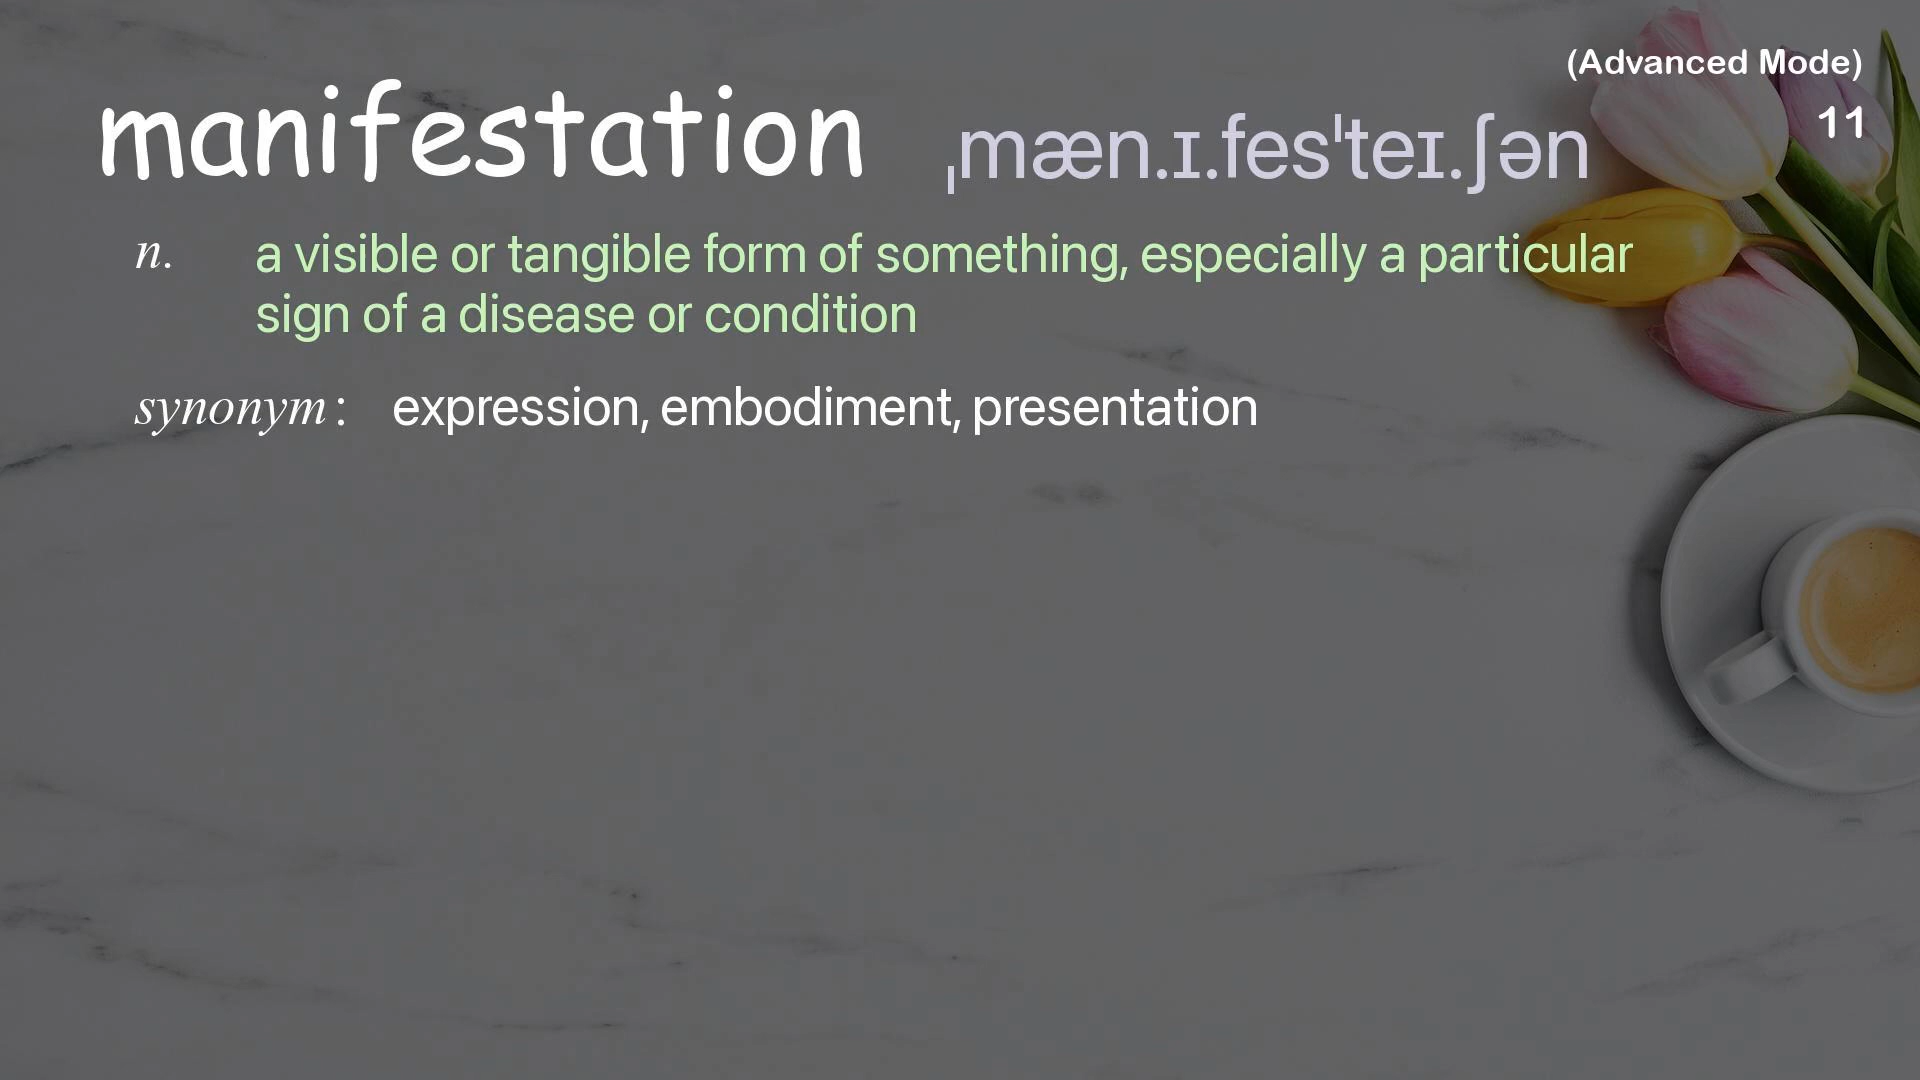 (Advanced Mode)
manifestation ˌmæn.ɪ.fesˈteɪ.ʃən 11
n. a visible or tangible form of something, especially a particular
sign of a disease or condition
synonym : expression, embodiment, presentation